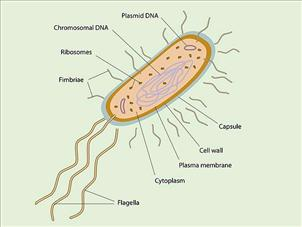 Plasmid DNA
Chromosomal DNA
Ribosomes
Fimbriae
Capsule
Cell wall
Plasma membrane
Cytoplasm
Flagella